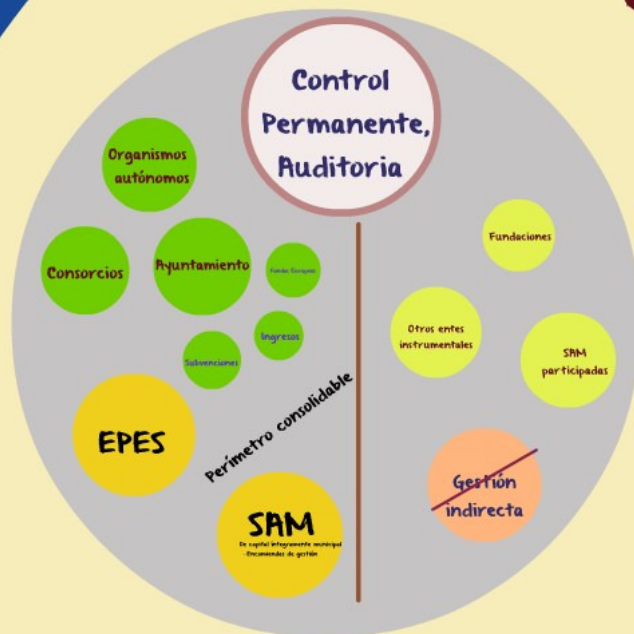 Control
Permanente,
Auditoria
Organismos
autónomos
Consorcios
Ayuntamiento
Fondos Europeos
Ingresos
Subvenciones
EPES
Perímetro consolidable
SAM
De capital íntegramente municipal
-Encomiendas de gestión
Fundaciones
Otros entes
instrumentales
SAM
participadas
Gestión
indirecta